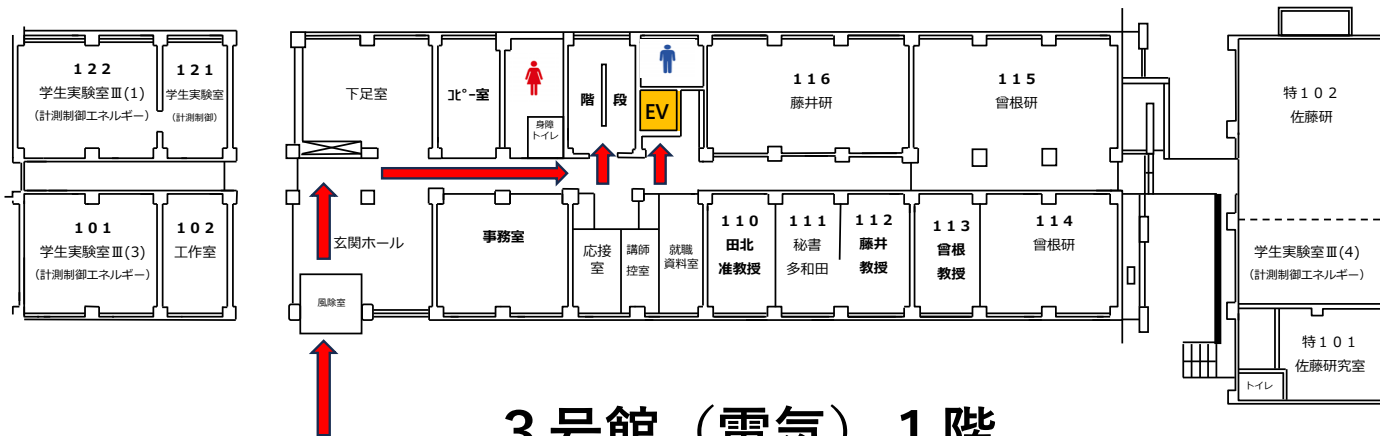 122
学生実験室Ⅲ(1)
(計測制御エネルギー)
121
学生実験室
(計測制御)
下足室
ｺﾋﾟｰ室
身障
トイレ
階 段
EV
116
藤井研
115
曾根研
特102
佐藤研
101
学生実験室Ⅲ(3)
(計測制御エネルギー)
102
工作室
玄関ホール
風除室
事務室
応接
室
講師
控室
就職
資料室
110
田北
准教授
111
秘書
多和田
112
藤井
教授
113
曾根
教授
114
曾根研
学生実験室Ⅲ(4)
(計測制御エネルギー)
特101
佐藤研究室
トイレ
3号館（電気）1階